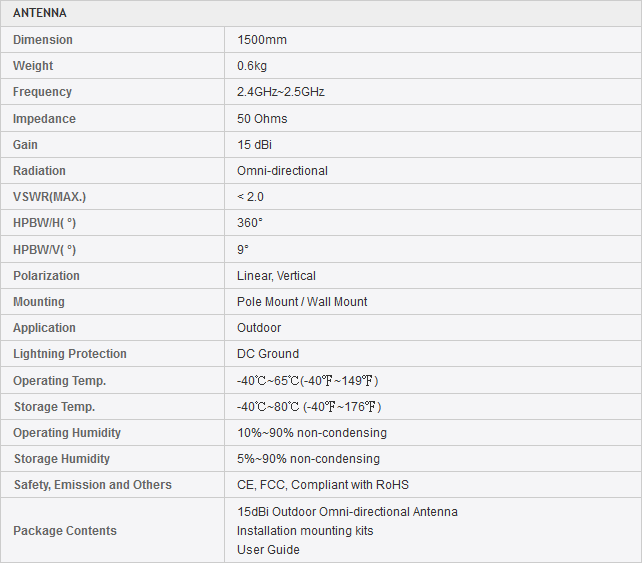 ANTENNA
Dimension 1500mm
Weight 0.6kg
Frequency 2.4GHz~2.5GHz
Impedance 50 Ohms
Gain 15 dBi
Radiation Omni-directional
VSWR(MAX.) < 2.0
HPBW/H( °) 360°
HPBW/V( °) 9°
Polarization Linear, Vertical
Mounting Pole Mount / Wall Mount
Application Outdoor
Lightning Protection DC Ground
Operating Temp. -40℃~65℃(-40℉~149℉)
Storage Temp. -40℃~80℃ (-40℉~176℉)
Operating Humidity 10%~90% non-condensing
Storage Humidity 5%~90% non-condensing
Safety, Emission and Others CE, FCC, Compliant with RoHS
Package Contents 15dBi Outdoor Omni-directional Antenna
Installation mounting kits
User Guide